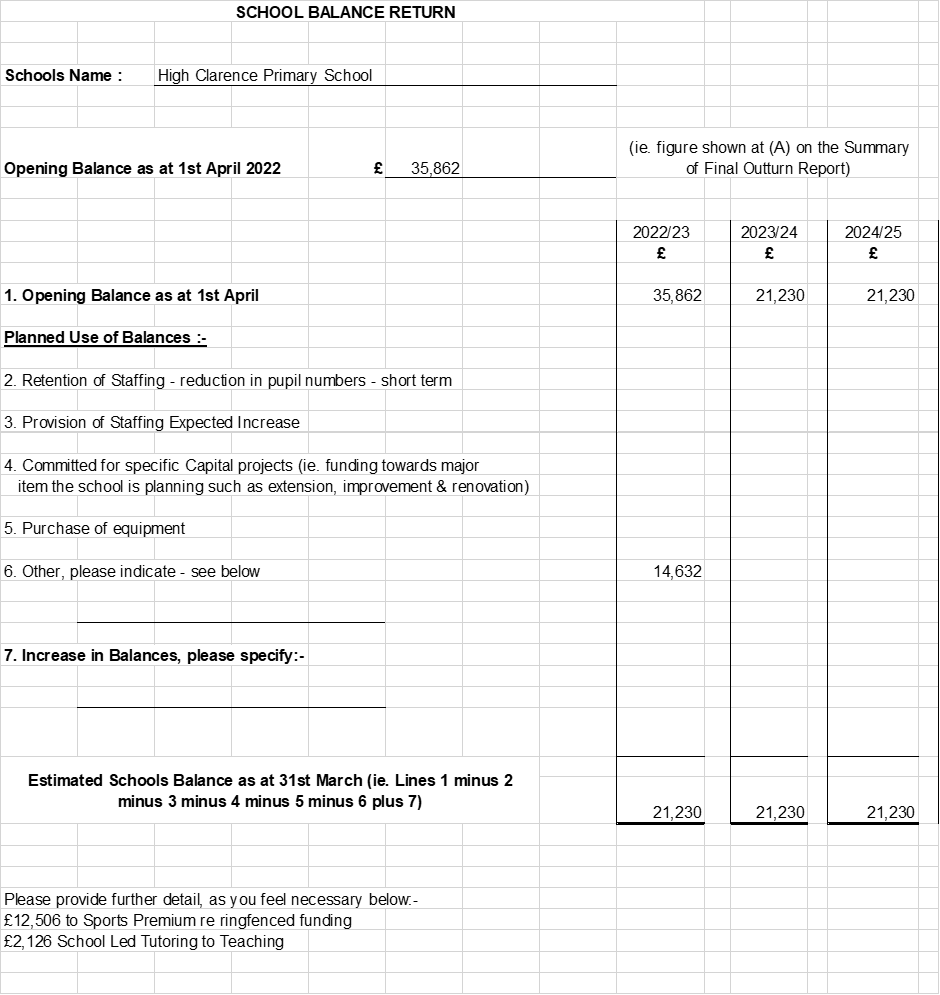 SCHOOL BALANCE RETURN
Schools Name : High Clarence Primary School
(ie. figure shown at (A) on the Summary
Opening Balance as at 1st April 2022 £ 35,862 of Final Outturn Report)
2022/23 2023/24 2024/25
£ £ £
1. Opening Balance as at 1st April 35,862 21,230 21,230
Planned Use of Balances :-
2. Retention of Staffing - reduction in pupil numbers - short term
3. Provision of Staffing Expected Increase
4. Committed for specific Capital projects (ie. funding towards major
item the school is planning such as extension, improvement & renovation)
5. Purchase of equipment
6. Other, please indicate - see below 14,632
7. Increase in Balances, please specify:-
Estimated Schools Balance as at 31st March (ie. Lines 1 minus 2
minus 3 minus 4 minus 5 minus 6 plus 7)
21,230 21,230 21,230
Please provide further detail, as you feel necessary below:-
£12,506 to Sports Premium re ringfenced funding
£2,126 School Led Tutoring to Teaching